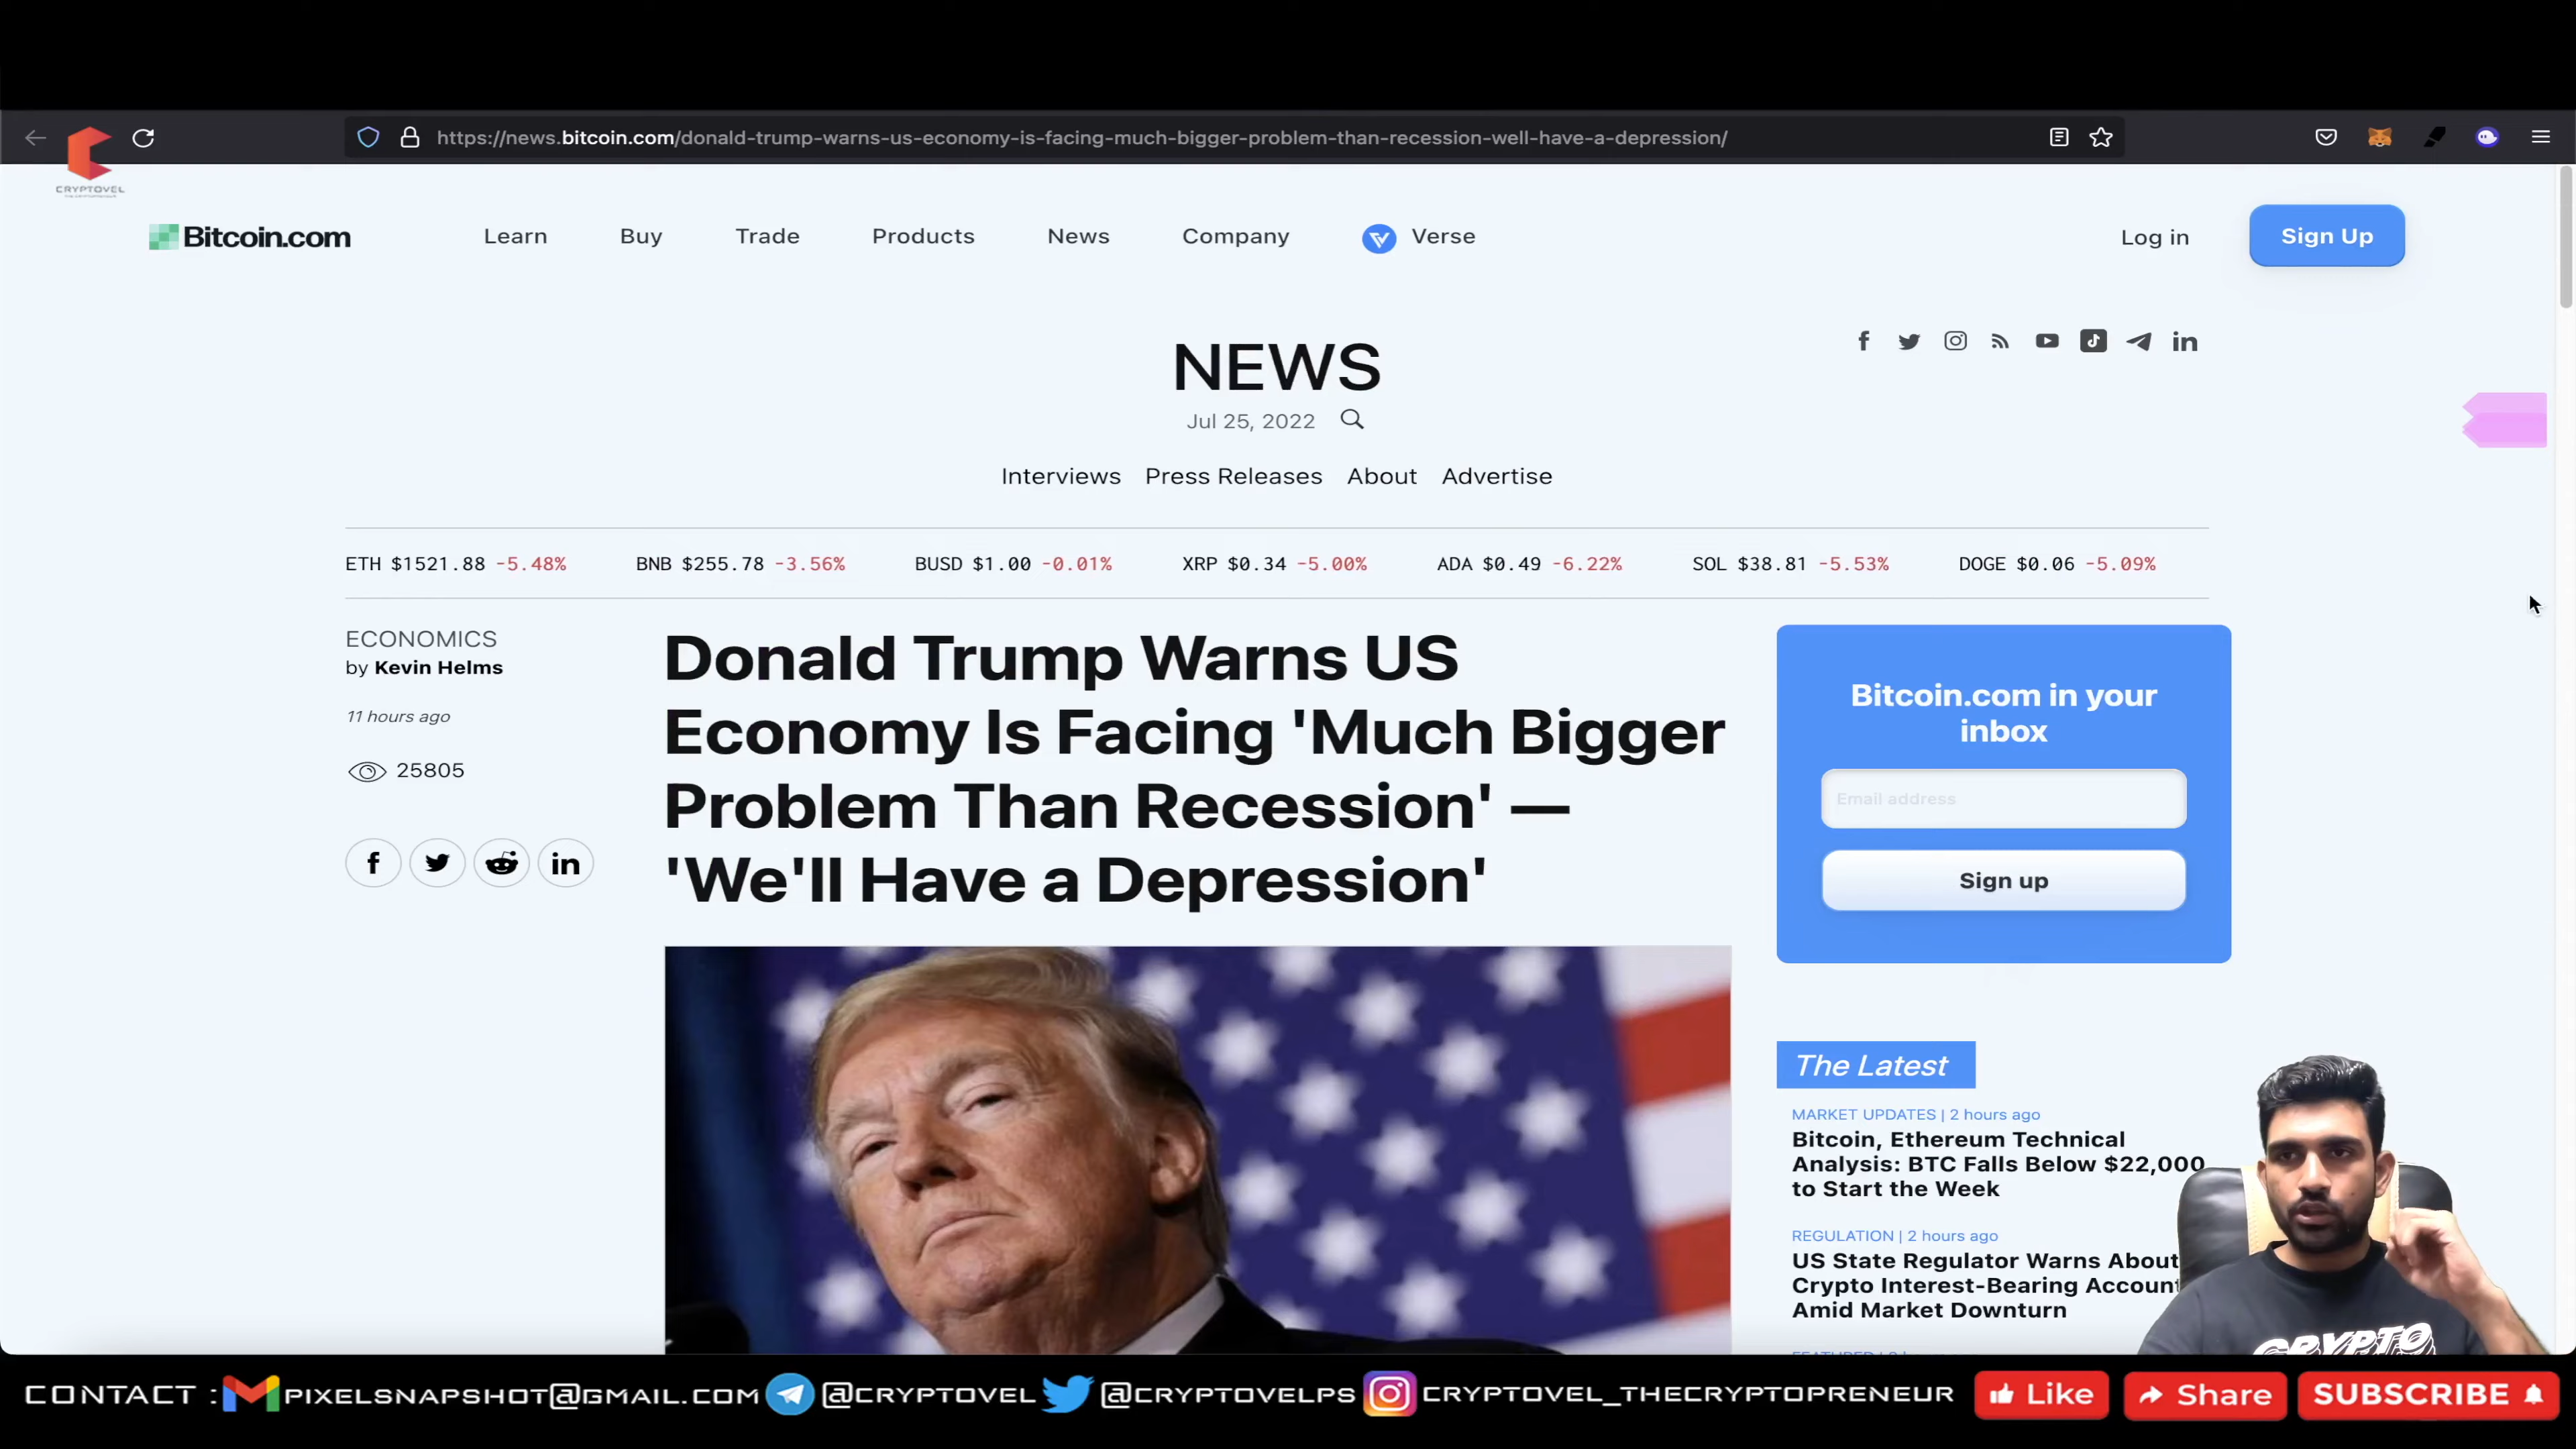 https://news.bitcoin.com/donald-trump-warns-us-economy-is-facing-much-bigger-problem-than-recession-well-have-a-depression/
CRYPTOVEL
Bitcoin.com
Learn
Buy
Trade
Products
News
Company
Verse
Log in
Sign Up
NEWS
Jul 25, 2022
Interviews Press Releases About Advertise
ETH $1521.88 -5.48% BNB $255.78 -3.56% BUSD $1.00 -0.01% XRP $0.34 -5.00% ADA $0.49 -6.22% SOL $38.81 -5.53% DOGE $0.06 -5.09%
ECONOMICS
by Kevin Helms
11 hours ago
25805
Donald Trump Warns US
Economy Is Facing 'Much Bigger
Problem Than Recession' —
'We'll Have a Depression'
Bitcoin.com in your
inbox
Email address
Sign up
The Latest
MARKET UPDATES | 2 hours ago
Bitcoin, Ethereum Technical
Analysis: BTC Falls Below $22,000
to Start the Week
REGULATION | 2 hours ago
US State Regulator Warns About
Crypto Interest-Bearing Account
Amid Market Downturn
CRYPTO
CONTACT : PIXELSNAPSHOT@GMAIL.COM @CRYPTOVEL @CRYPTOVELPS CRYPTOVEL_THECRYPTOPRENEUR Like Share SUBSCRIBE